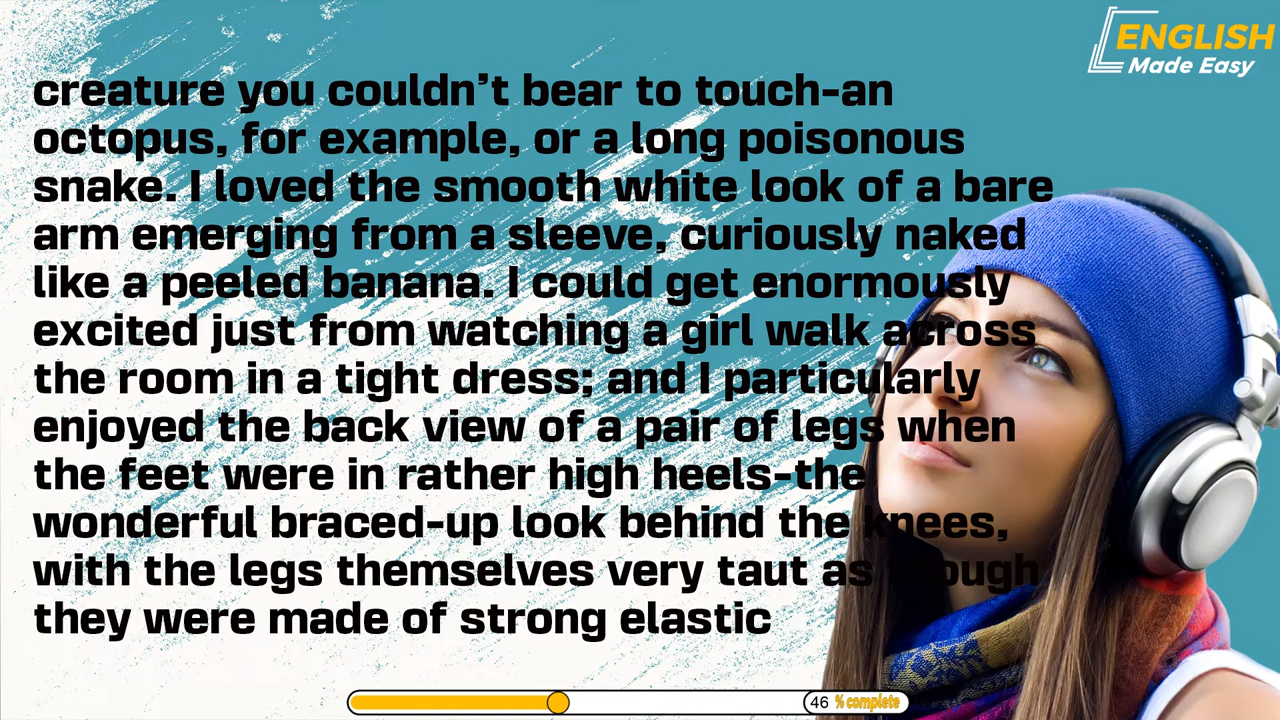 ENGLISH
Made Easy
creature you couldn’t bear to touch-an
octopus, for example, or a long poisonous
snake. I loved the smooth white look of a bare
arm emerging from a sleeve, curiously naked
like a peeled banana. I could get enormously
excited just from watching a girl walk across
the room in a tight dress; and I particularly
enjoyed the back view of a pair of legs when
the feet were in rather high heels-the
wonderful braced-up look behind the knees,
with the legs themselves very taut as though
they were made of strong elastic
46 % complete